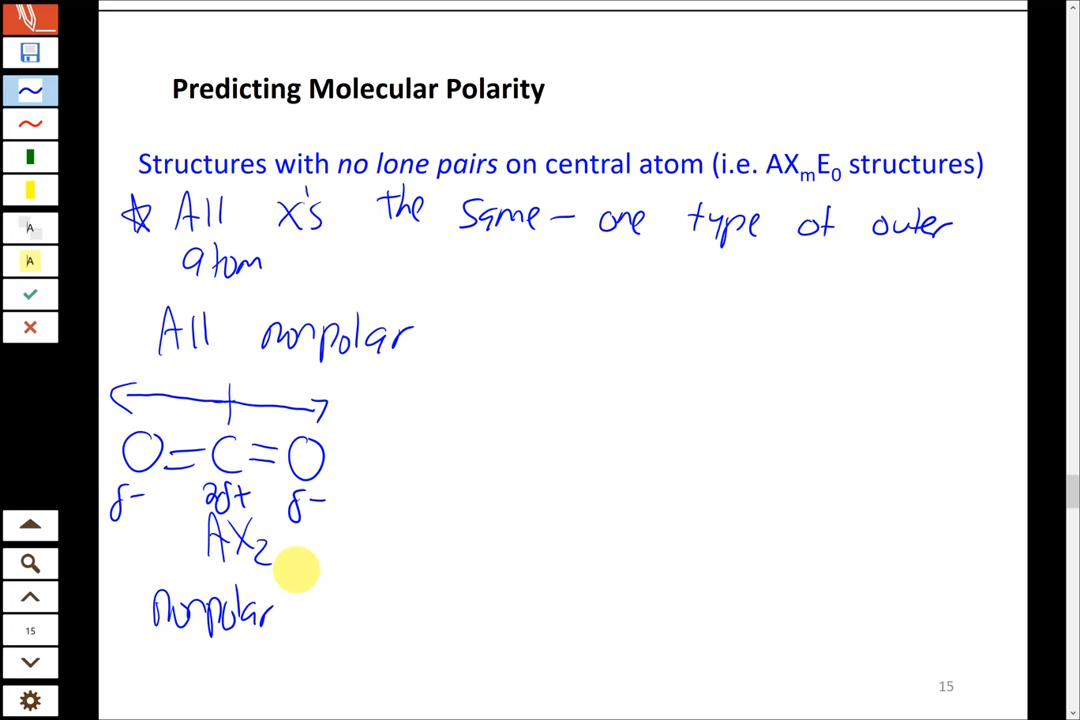 Predicting Molecular Polarity
Structures with no lone pairs on central atom (i.e. AXmE0 structures)
☆ All X's the same – one type of outer
atom
All nonpolar
O=C=O
δ– 2δ+ δ–
AX2
nonpolar
A
A
15
15